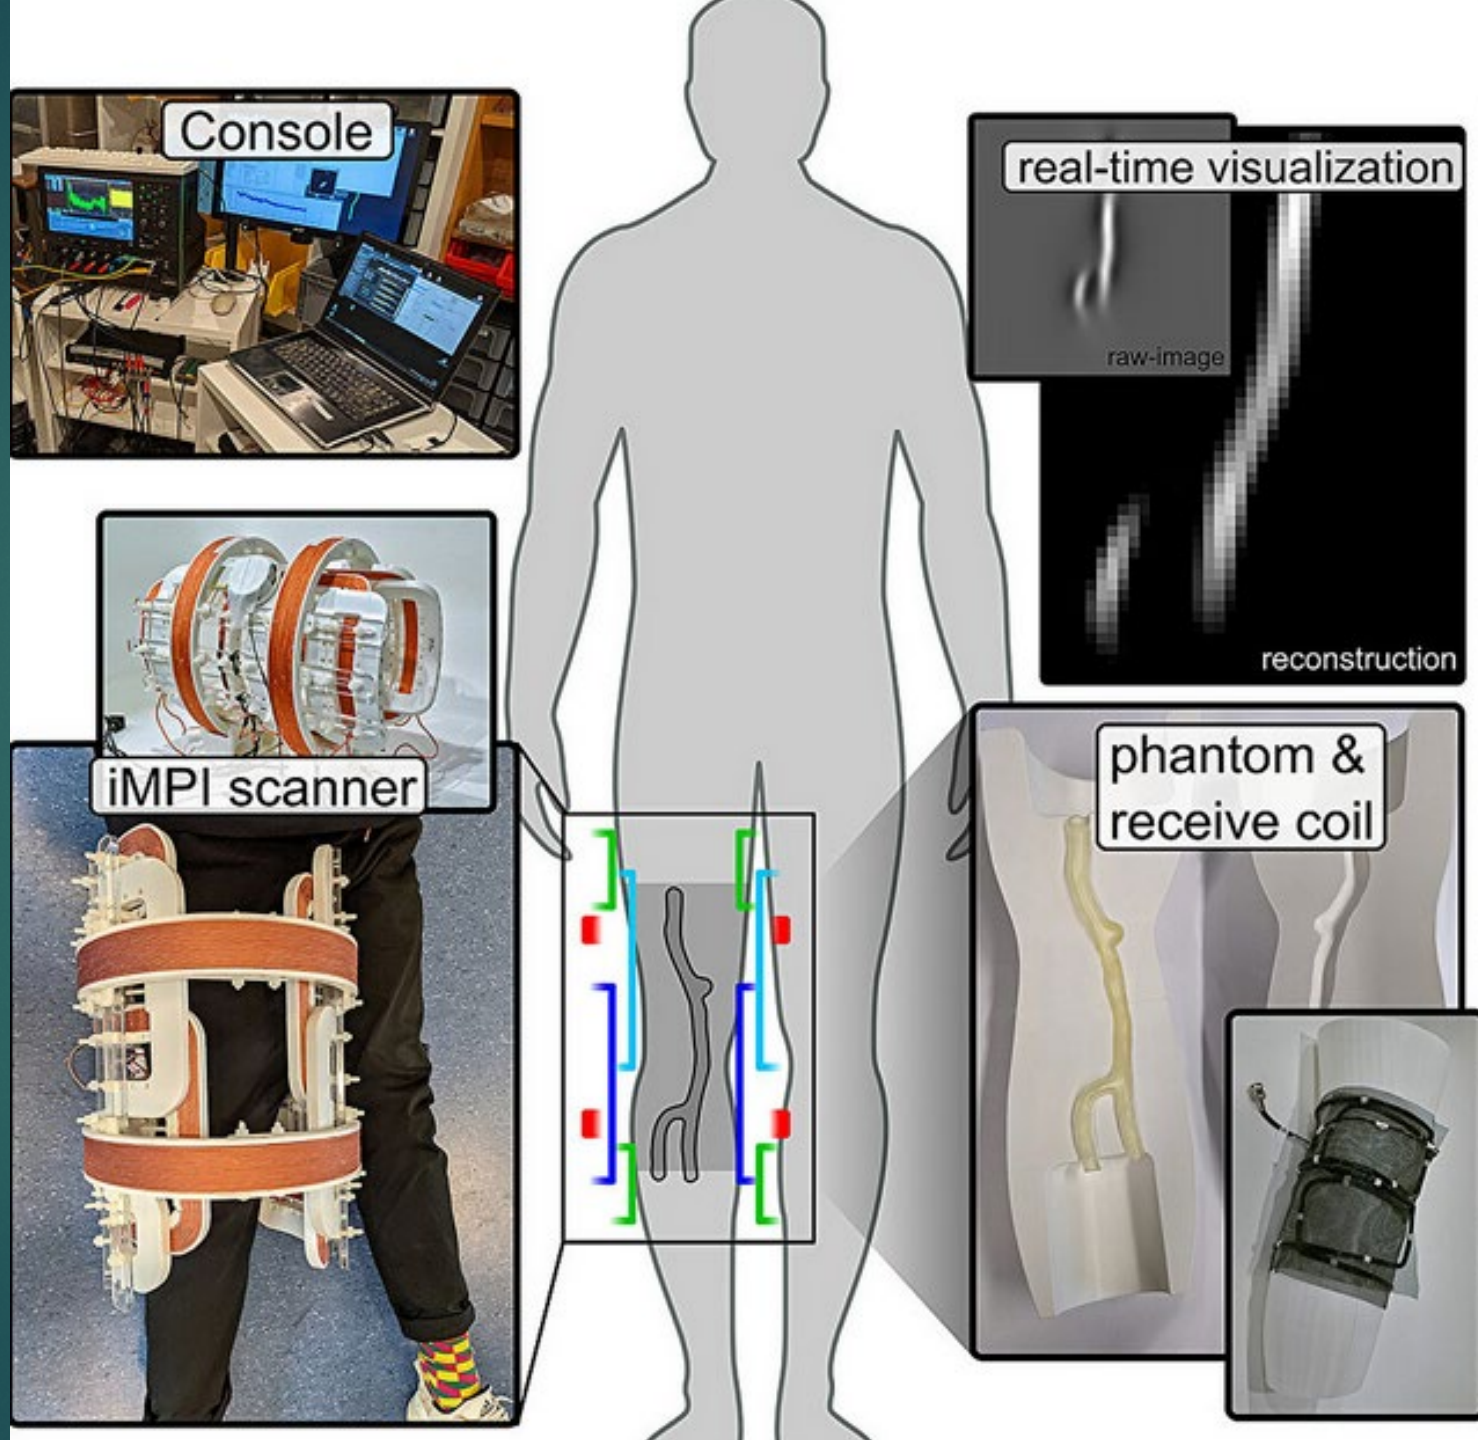 Console
real-time visualization
raw-image
reconstruction
iMPI scanner
phantom &
receive coil